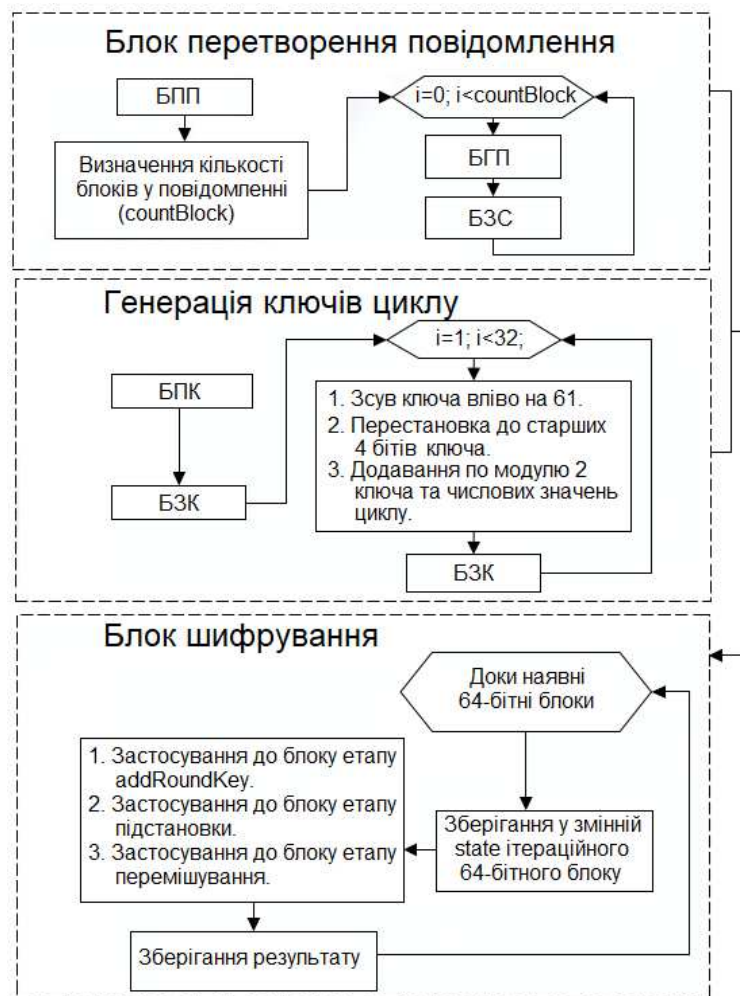 Блок перетворення повідомлення
БПП
Визначення кількості
блоків у повідомленні
(countBlock)
i=0; i<countBlock
БГП
БЗС
Генерація ключів циклу
БПК
БЗК
i=1; i<32;
1. Зсув ключа вліво на 61.
2. Перестановка до старших
4 бітів ключа.
3. Додавання по модулю 2
ключа та числових значень
циклу.
БЗК
Блок шифрування
Доки наявні
64-бітні блоки
Зберігання у змінній
state ітераційного
64-бітного блоку
1. Застосування до блоку етапу
addRoundKey.
2. Застосування до блоку етапу
підстановки.
3. Застосування до блоку етапу
перемішування.
Зберігання результату